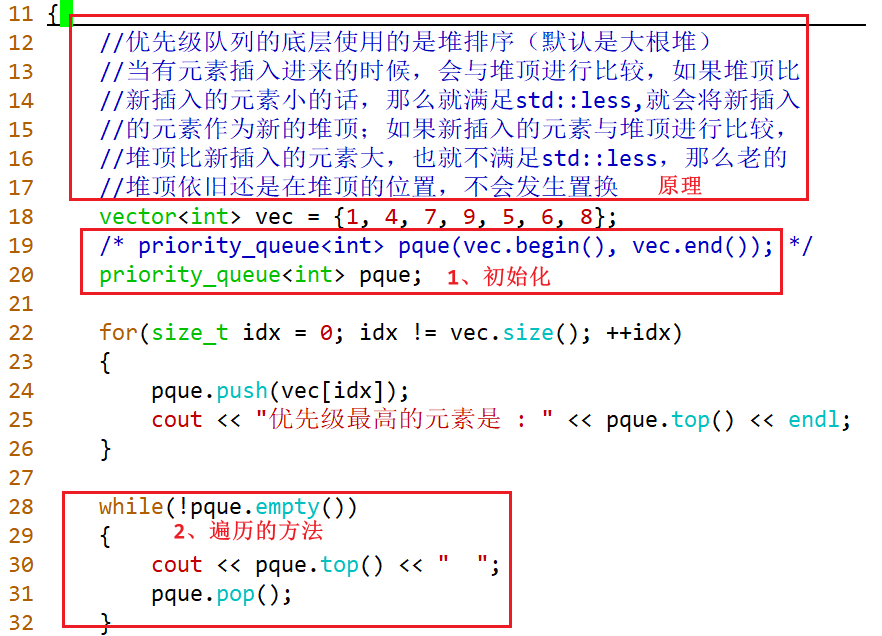 11 {
12 //优先级队列的底层使用的是堆排序（默认是大根堆）
13 //当有元素插入进来的时候，会与堆顶进行比较，如果堆顶比
14 //新插入的元素小的话，那么就满足std::less,就会将新插入
15 //的元素作为新的堆顶；如果新插入的元素与堆顶进行比较，
16 //堆顶比新插入的元素大，也就不满足std::less，那么老的
17 //堆顶依旧还是在堆顶的位置，不会发生置换 原理
18 vector<int> vec = {1, 4, 7, 9, 5, 6, 8};
19 /* priority_queue<int> pque(vec.begin(), vec.end()); */
20 priority_queue<int> pque; 1、初始化
21
22 for(size_t idx = 0; idx != vec.size(); ++idx)
23 {
24 pque.push(vec[idx]);
25 cout << "优先级最高的元素是 : " << pque.top() << endl;
26 }
27
28 while(!pque.empty())
29 { 2、遍历的方法
30 cout << pque.top() << "  ";
31 pque.pop();
32 }